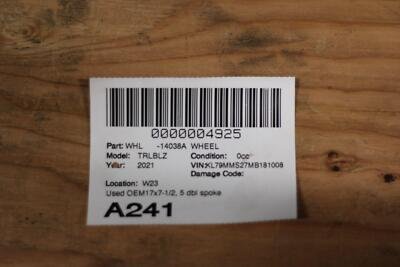 0000004925
Part: WHL -14038A WHEEL
Model: TRLBLZ Condition: 0cc
Year: 2021 VIN:KL79MMS27MB181008
Damage Code:
Location: W23
Used OEM17x7-1/2, 5 dbl spoke
A241